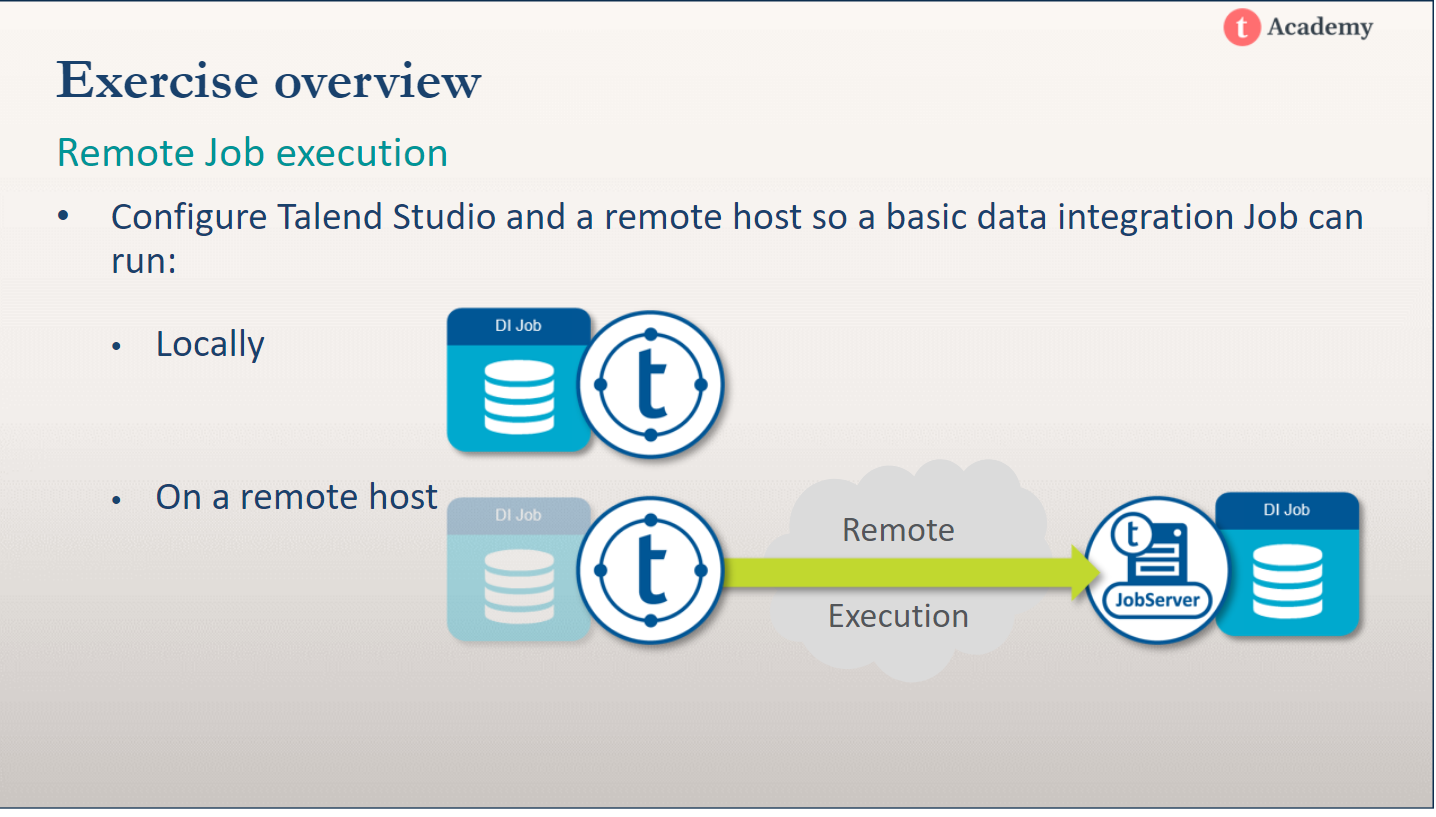 t Academy
Exercise overview
Remote Job execution
• Configure Talend Studio and a remote host so a basic data integration Job can
run:
• Locally
DI Job
t
• On a remote host
DI Job
t
Remote
Execution
t
JobServer
DI Job